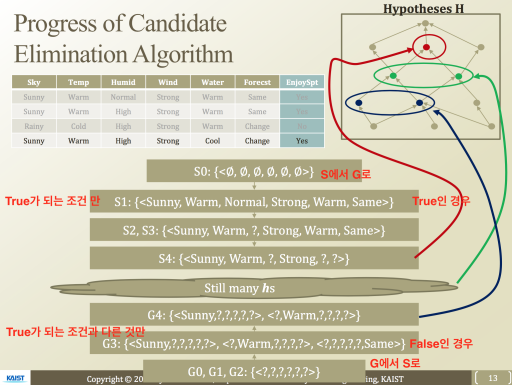 Progress of Candidate
Elimination Algorithm
Hypotheses H
Sky Temp Humid Wind Water Forecst EnjoySpt
Sunny Warm Normal Strong Warm Same Yes
Sunny Warm High Strong Warm Same Yes
Rainy Cold High Strong Warm Change
Sunny Warm High Strong Cool Change Yes
S0: {<∅, ∅, ∅, ∅, ∅, ∅>} S에서 G로
True가 되는 조건 만 S1: {<Sunny, Warm, Normal, Strong, Warm, Same>} True인 경우
S2, S3: {<Sunny, Warm, ?, Strong, Warm, Same>}
S4: {<Sunny, Warm, ?, Strong, ?, ?>}
Still many hs
G4: {<Sunny,?,?,?,?,?>, <?,Warm,?,?,?,?>}
True가 되는 조건과 다른 것만
G3: {<Sunny,?,?,?,?,?>, <?,Warm,?,?,?,?>, <?,?,?,?,?,Same>} False인 경우
G0, G1, G2: {<?,?,?,?,?,?>} G에서 S로
KAIST Copyright © 20 ng, KAIST 13